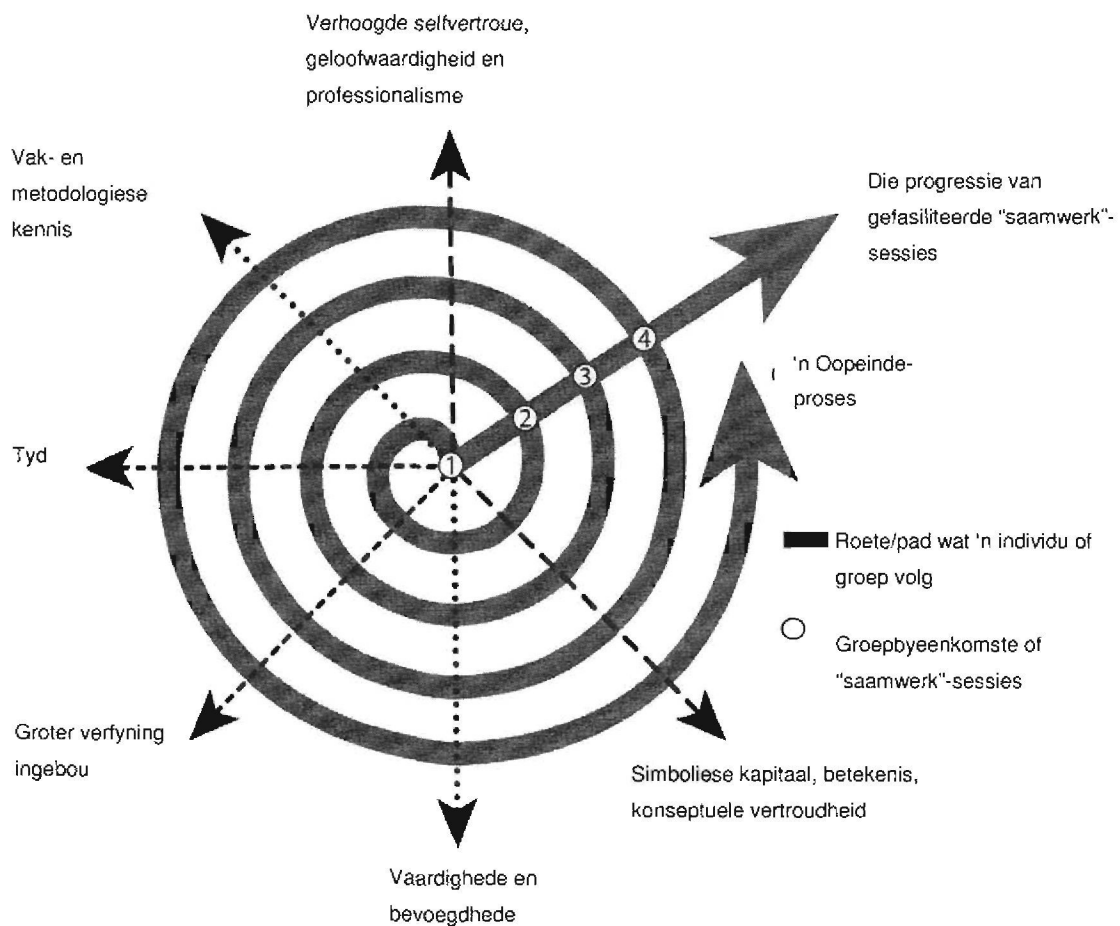 Verhoogde selfvertroue,
geloofwaardigheid en
professionalisme
Vak- en
metodologiese
kennis
Die progressie van
gefasiliteerde "saamwerk"-
sessies
4
3
2
1
'n Oopeinde-
proses
Tyd
Roete/pad wat 'n individu of
groep volg
Groepbyeenkomste of
"saamwerk"-sessies
Groter verfyning
ingebou
Simboliese kapitaal, betekenis,
konseptuele vertroudheid
Vaardighede en
bevoegdhede